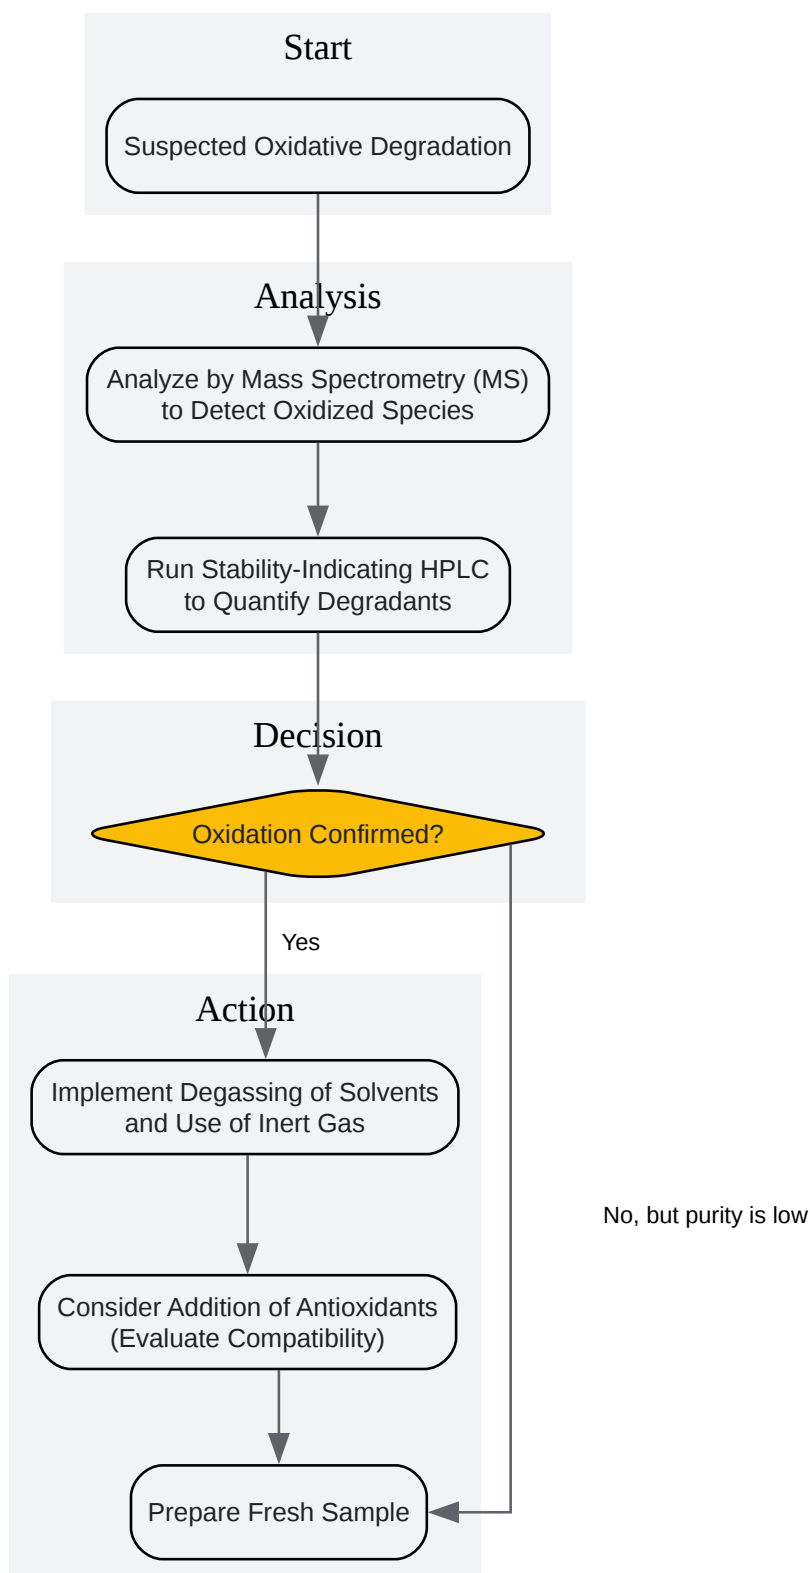 Start
Suspected Oxidative Degradation
Analysis
Analyze by Mass Spectrometry (MS)
to Detect Oxidized Species
Run Stability-Indicating HPLC
to Quantify Degradants
Decision
Oxidation Confirmed?
Yes
Action
Implement Degassing of Solvents
and Use of Inert Gas
No, but purity is low
Consider Addition of Antioxidants
(Evaluate Compatibility)
Prepare Fresh Sample